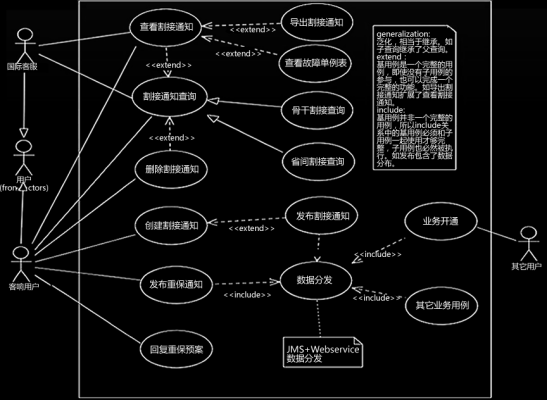 查看割接通知
<<extend>>
导出割接通知
<<extend>>
查看故障单例表
<<extend>>
割接通知查询
骨干割接查询
<<extend>>
省间割接查询
删除割接通知
generalization:
泛化，相当于继承。如
子查询继承了父查询。
extend:
基用例是一个完整的用
例，即使没有子用例的
参与，也可以完成一个
完整的功能。如导出割
接通知扩展了查看割接
通知。
include:
基用例并非一个完整的
用例，所以include关
系中的基用例必须和子
用例一起使用才够完
整，子用例也必然被执
行。如发布包含了数据
分布。
国际客服
用户
客响用户
创建割接通知
<<extend>>
发布割接通知
业务开通
其它用户
<<include>>
发布重保通知
<<include>>
数据分发
<<include>>
其它业务用例
回复重保预案
JMS+Webservice
数据分发